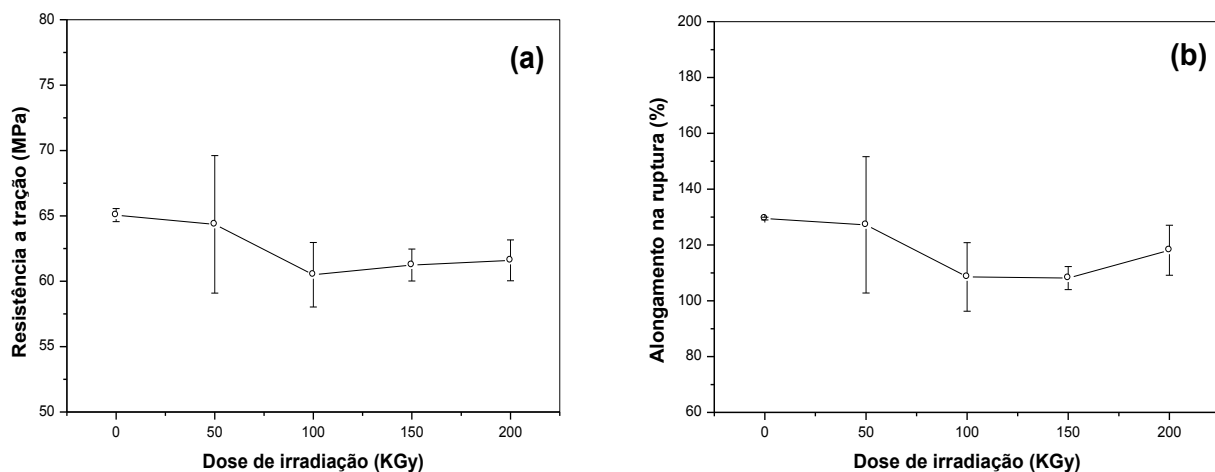 (a)
Resistência a tração (MPa)
80
75
70
65
60
55
50
0 50 100 150 200
Dose de irradiação (KGy)
(b)
Alongamento na ruptura (%)
200
180
160
140
120
100
80
60
0 50 100 150 200
Dose de irradiação (KGy)